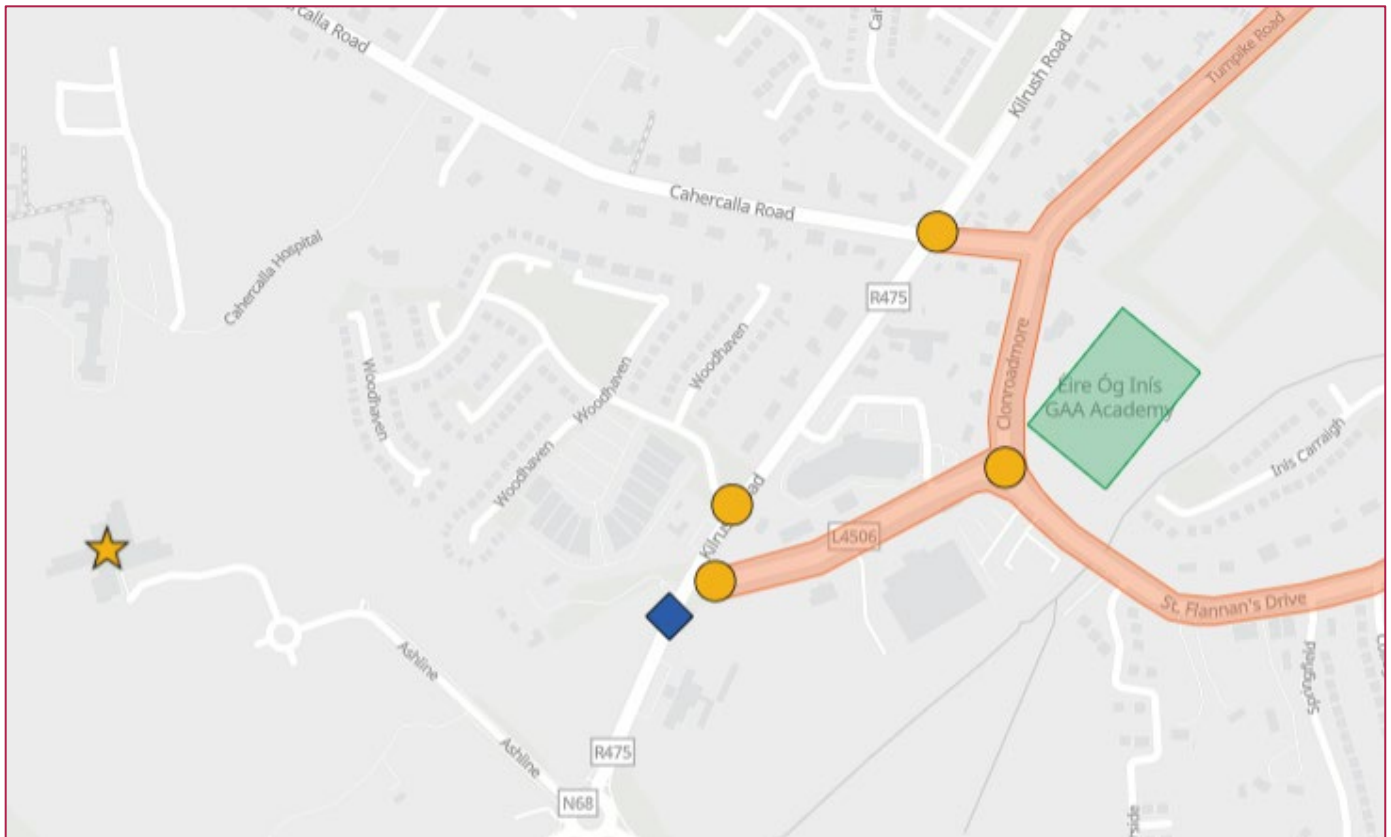 calla Road
Kilrush Road
Turnpike Road
Cahercalla Road
Cahercalla Hospital
R475
Woodhaven
Woodhaven
Woodhaven
Woodhaven
Clonroadmore
Éire Óg Inís
GAA Academy
Inis Carraigh
L4506
St. Flannan's Drive
Springfield
Ashline
Ashline
R475
N68